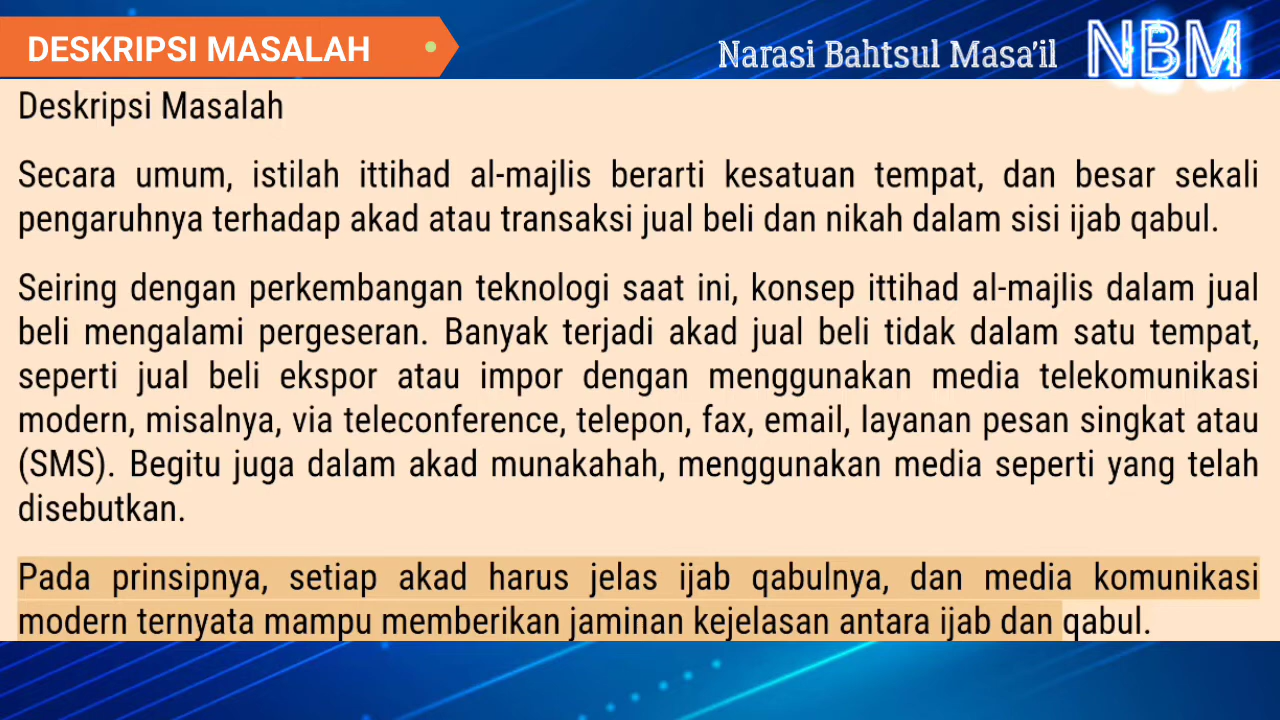 DESKRIPSI MASALAH
Narasi Bahtsul Masa'il
NBM
Deskripsi Masalah
Secara umum, istilah ittihad al-majlis berarti kesatuan tempat, dan besar sekali
pengaruhnya terhadap akad atau transaksi jual beli dan nikah dalam sisi ijab qabul.
Seiring dengan perkembangan teknologi saat ini, konsep ittihad al-majlis dalam jual
beli mengalami pergeseran. Banyak terjadi akad jual beli tidak dalam satu tempat,
seperti jual beli ekspor atau impor dengan menggunakan media telekomunikasi
modern, misalnya, via teleconference, telepon, fax, email, layanan pesan singkat atau
(SMS). Begitu juga dalam akad munakahah, menggunakan media seperti yang telah
disebutkan.
Pada prinsipnya, setiap akad harus jelas ijab qabulnya, dan media komunikasi
modern ternyata mampu memberikan jaminan kejelasan antara ijab dan qabul.